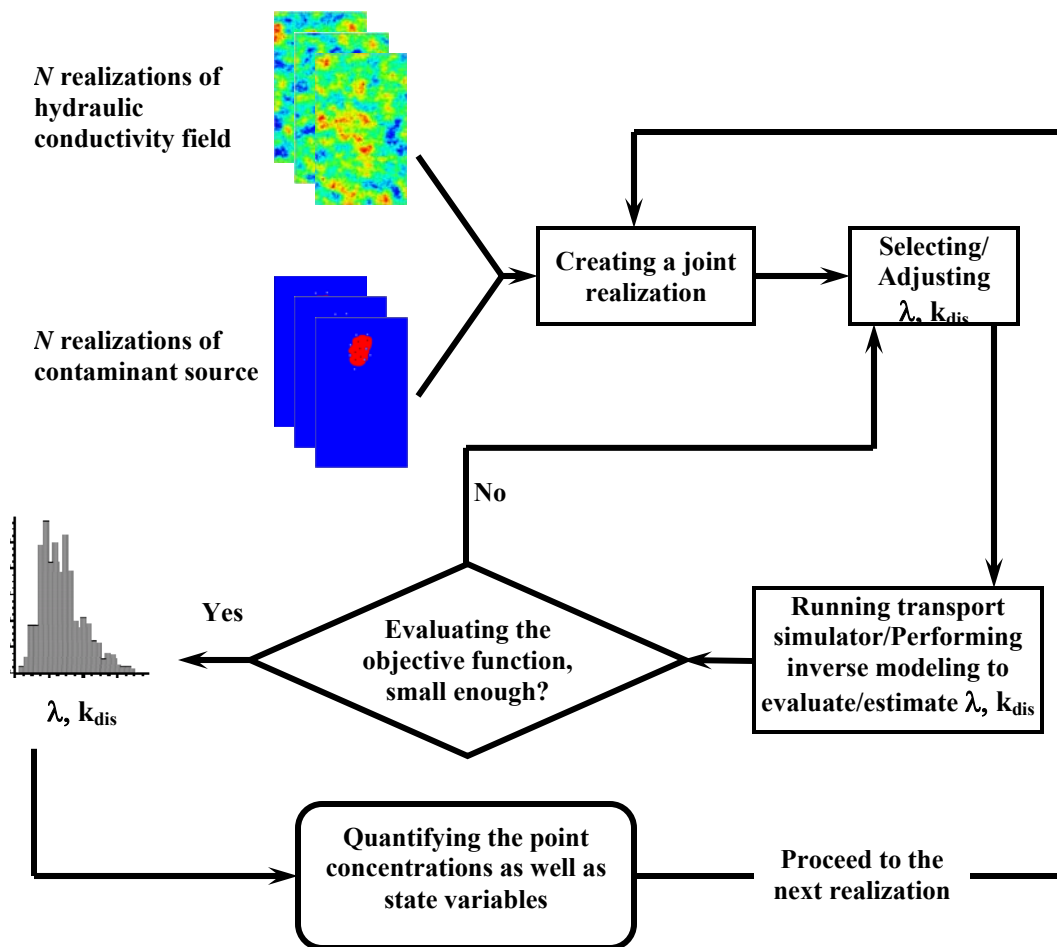 N realizations of
hydraulic
conductivity field
Creating a joint
realization
Selecting/
Adjusting
λ, kdis
N realizations of
contaminant source
No
Yes
Evaluating the
objective function,
small enough?
Running transport
simulator/Performing
inverse modeling to
evaluate/estimate λ, kdis
λ, kdis
Quantifying the point
concentrations as well as
state variables
Proceed to the
next realization